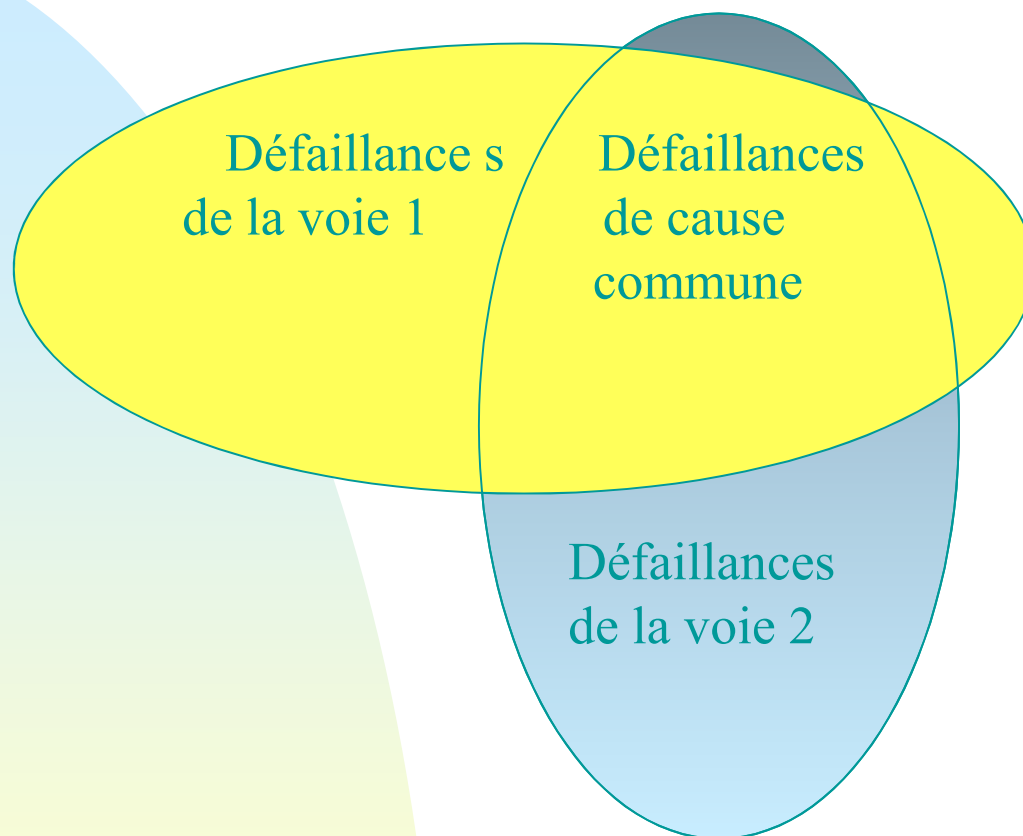 Défaillance s
de la voie 1
Défaillances
de cause
commune
Défaillances
de la voie 2